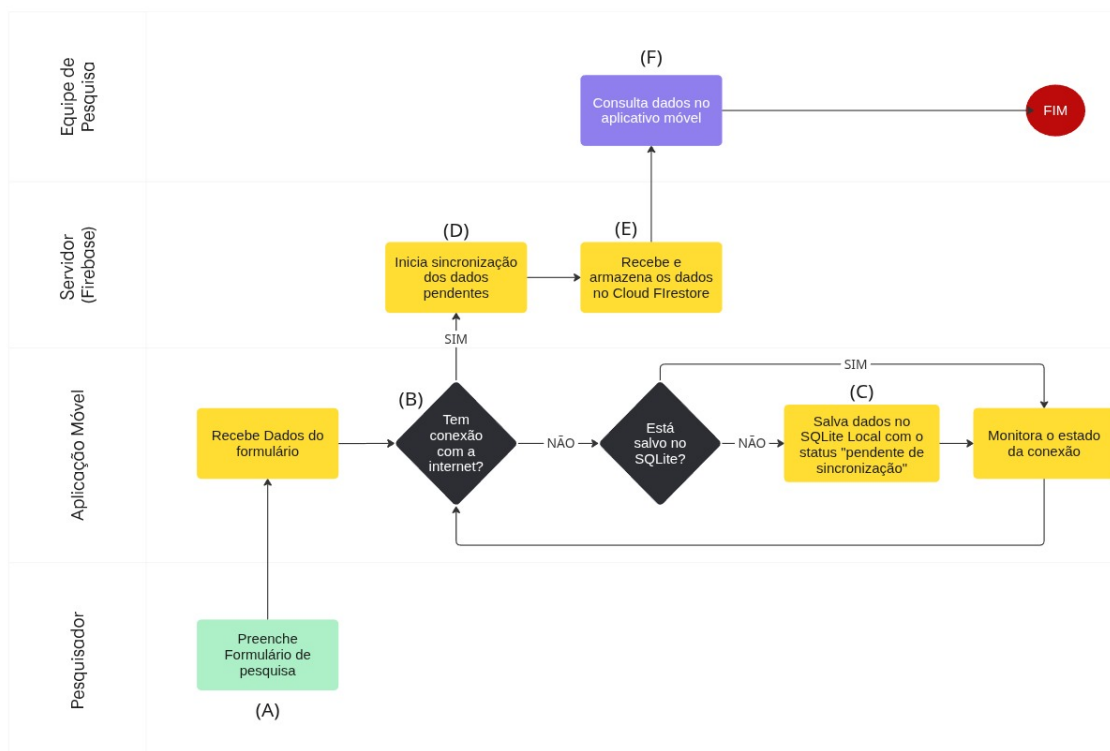 Equipe de
Pesquisa
(F)
Consulta dados no
aplicativo móvel
FIM
Servidor
(Firebase)
(D)
Inicia sincronização
dos dados
pendentes
(E)
Recebe e
armazena os dados
no Cloud FIrestore
SIM
Aplicação Móvel
Recebe Dados do
formulário
(B)
Tem
conexão
com a
internet?
NÃO
Está
salvo no
SQLite?
SIM
NÃO
(C)
Salva dados no
SQLite Local com o
status "pendente de
sincronização"
Monitora o estado
da conexão
Pesquisador
Preenche
Formulário de
pesquisa
(A)